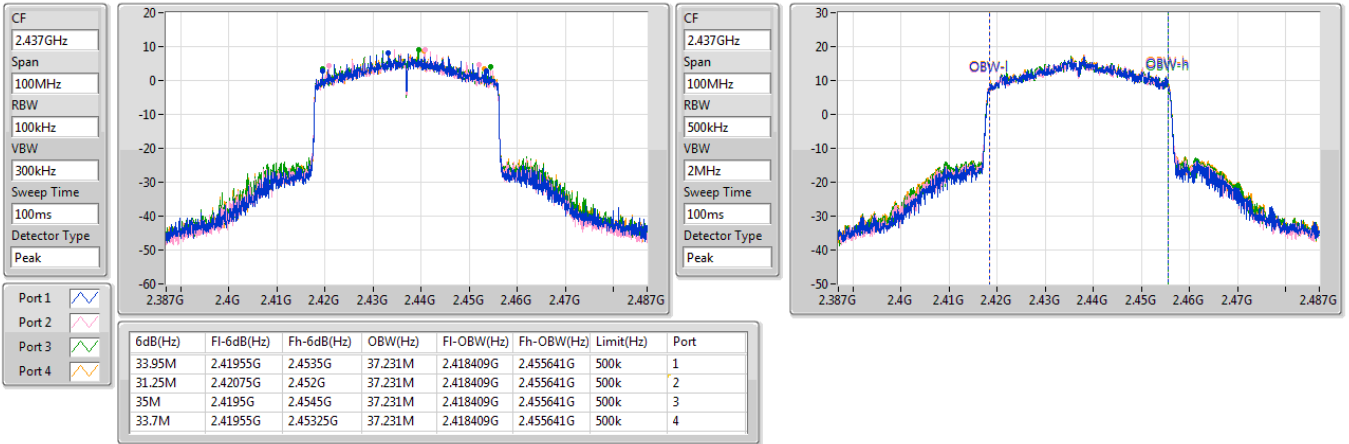 CF
2.437GHz
Span
100MHz
RBW
100kHz
VBW
300kHz
Sweep Time
100ms
Detector Type
Peak
20
10
0
-10
-20
-30
-40
-50
-60
2.387G 2.4G 2.41G 2.42G 2.43G 2.44G 2.45G 2.46G 2.47G 2.487G
CF
2.437GHz
Span
100MHz
RBW
500kHz
VBW
2MHz
Sweep Time
100ms
Detector Type
Peak
30
20
10
0
-10
-20
-30
-40
-50
OBW-l OBW-h
2.387G 2.4G 2.41G 2.42G 2.43G 2.44G 2.45G 2.46G 2.47G 2.487G
Port 1
Port 2
Port 3
Port 4
6dB(Hz) Fl-6dB(Hz) Fh-6dB(Hz) OBW(Hz) Fl-OBW(Hz) Fh-OBW(Hz) Limit(Hz) Port
33.95M 2.41955G 2.4535G 37.231M 2.418409G 2.455641G 500k 1
31.25M 2.42075G 2.452G 37.231M 2.418409G 2.455641G 500k 2
35M 2.4195G 2.4545G 37.231M 2.418409G 2.455641G 500k 3
33.7M 2.41955G 2.45325G 37.231M 2.418409G 2.455641G 500k 4